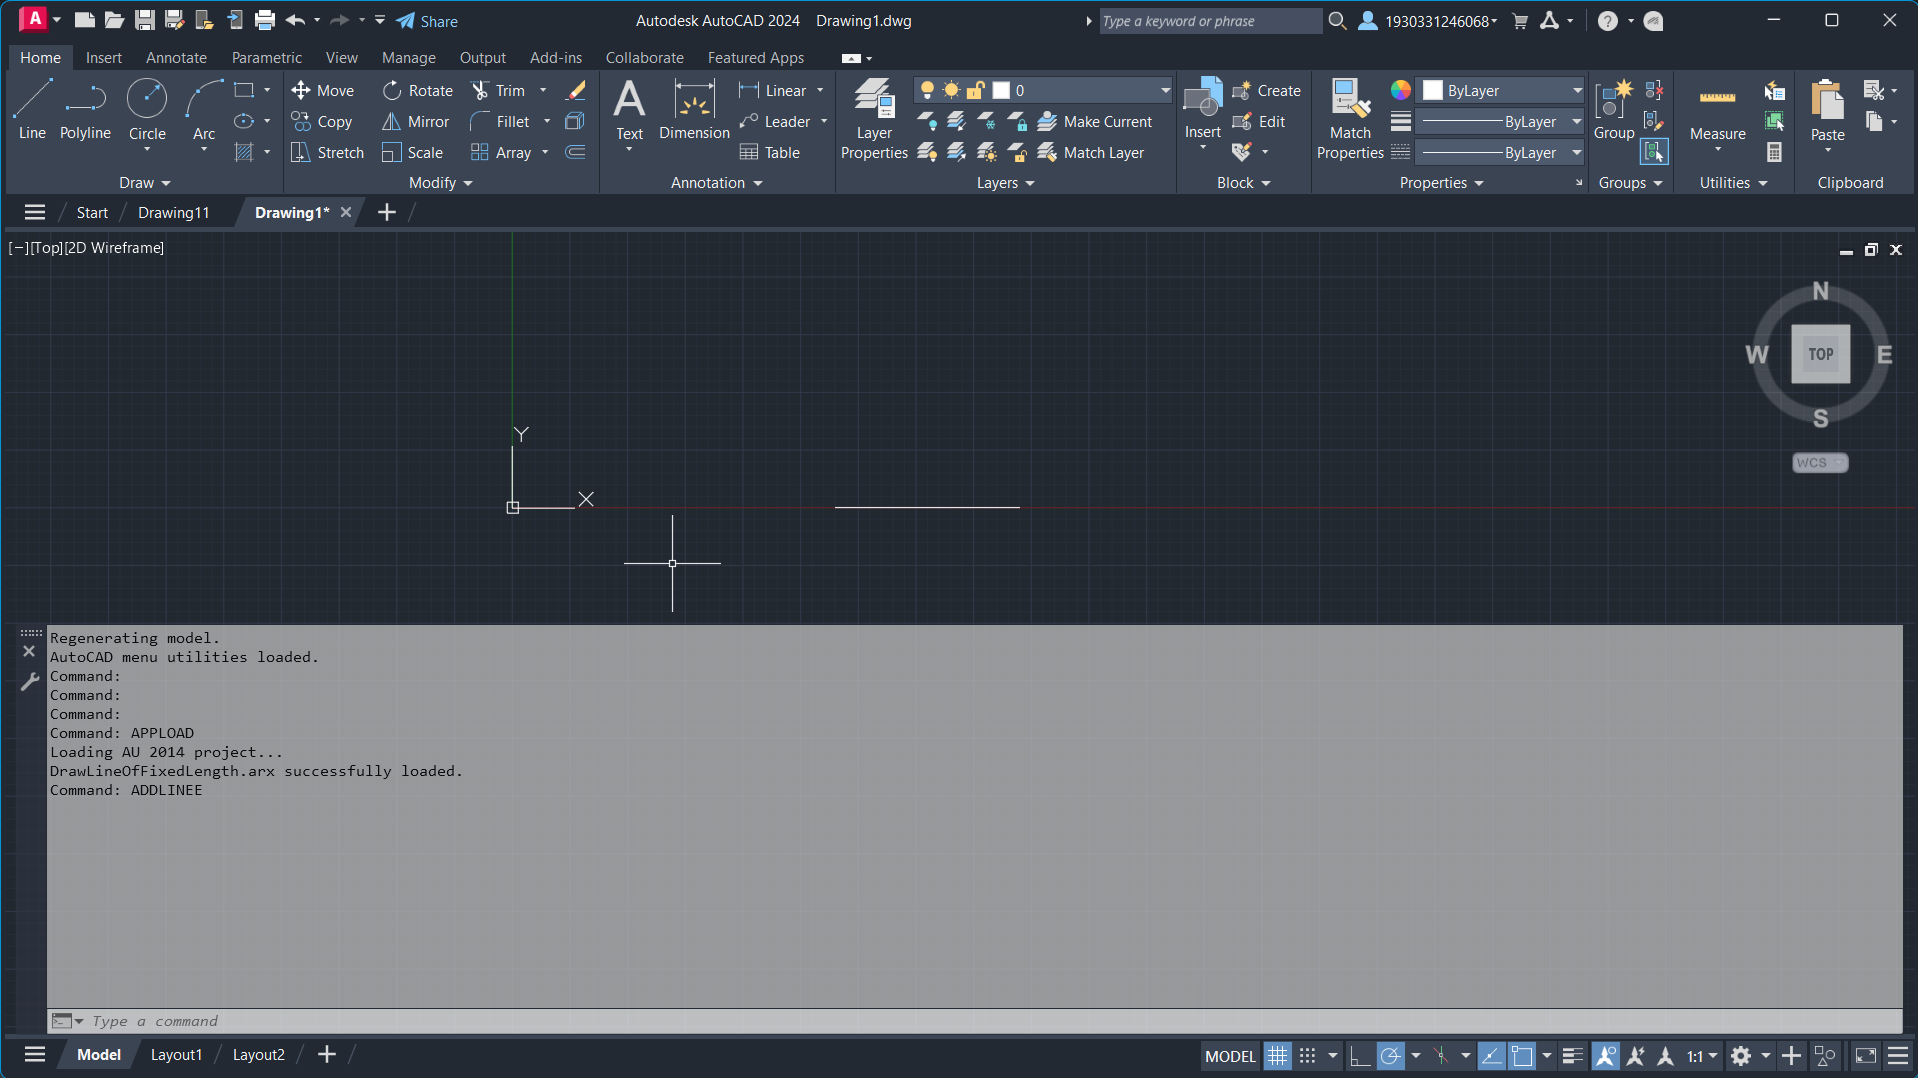 A Share Autodesk AutoCAD 2024 Drawing1.dwg Type a keyword or phrase 1930331246068 ?
Home Insert Annotate Parametric View Manage Output Add-ins Collaborate Featured Apps
Line Polyline Circle Arc
Draw
Move Rotate Trim
Copy Mirror Fillet
Stretch Scale Array
Modify
A
Text Dimension
Linear
Leader
Table
Annotation
Layer
Properties
0
Make Current
Match Layer
Layers
Insert
Create
Edit
Block
Match
Properties
ByLayer
ByLayer
ByLayer
Properties
Group
Groups
Measure
Utilities
Paste
Clipboard
Start Drawing11 Drawing1*
[−][Top][2D Wireframe]
N
W TOP E
S
WCS
Y
X
Regenerating model.
AutoCAD menu utilities loaded.
Command:
Command:
Command:
Command: APPLOAD
Loading AU 2014 project...
DrawLineOfFixedLength.arx successfully loaded.
Command: ADDLINEE
Type a command
Model Layout1 Layout2 MODEL 1:1